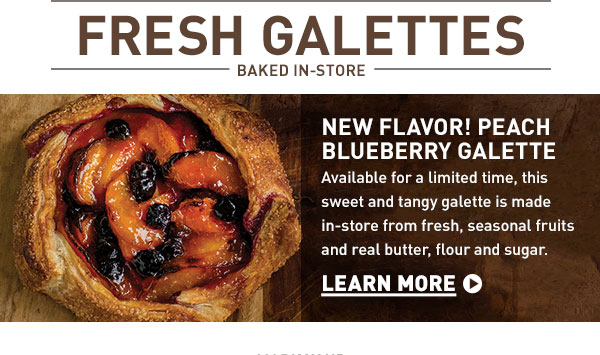 FRESH GALETTES
BAKED IN-STORE
NEW FLAVOR! PEACH
BLUEBERRY GALETTE
Available for a limited time, this
sweet and tangy galette is made
in-store from fresh, seasonal fruits
and real butter, flour and sugar.
LEARN MORE